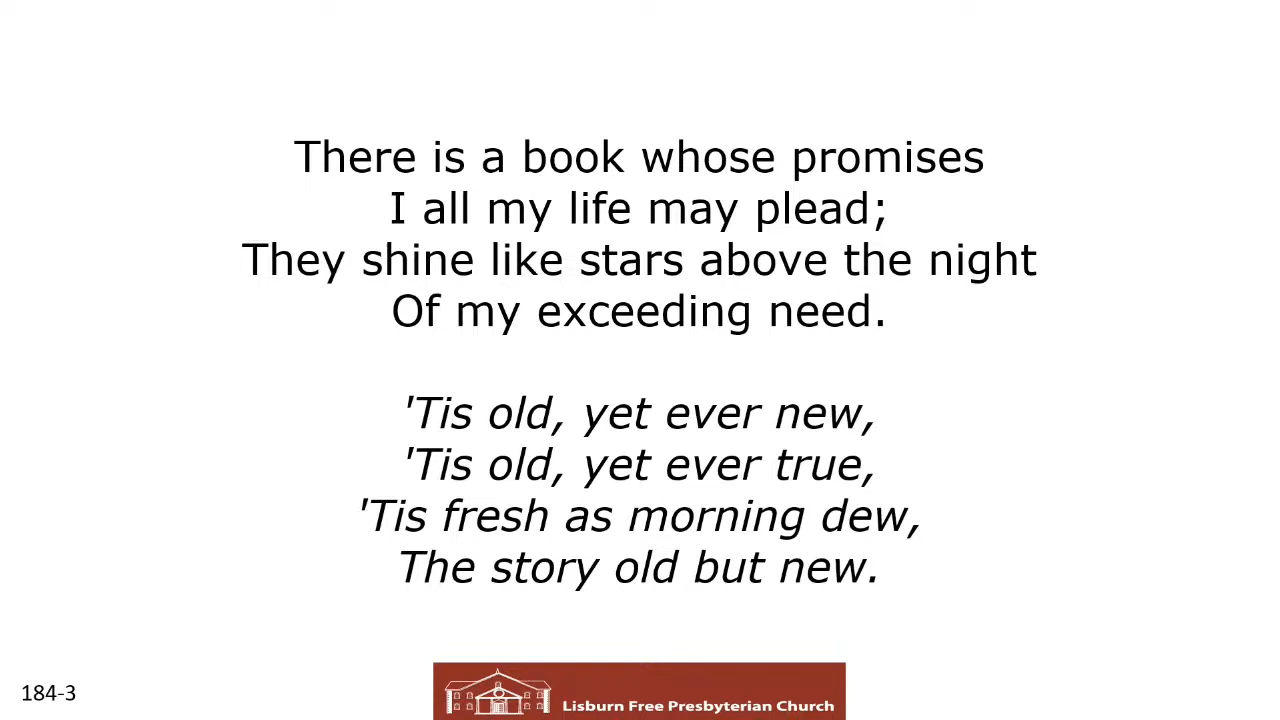 There is a book whose promises
I all my life may plead;
They shine like stars above the night
Of my exceeding need.
'Tis old, yet ever new,
'Tis old, yet ever true,
'Tis fresh as morning dew,
The story old but new.
184-3
Lisburn Free Presbyterian Church